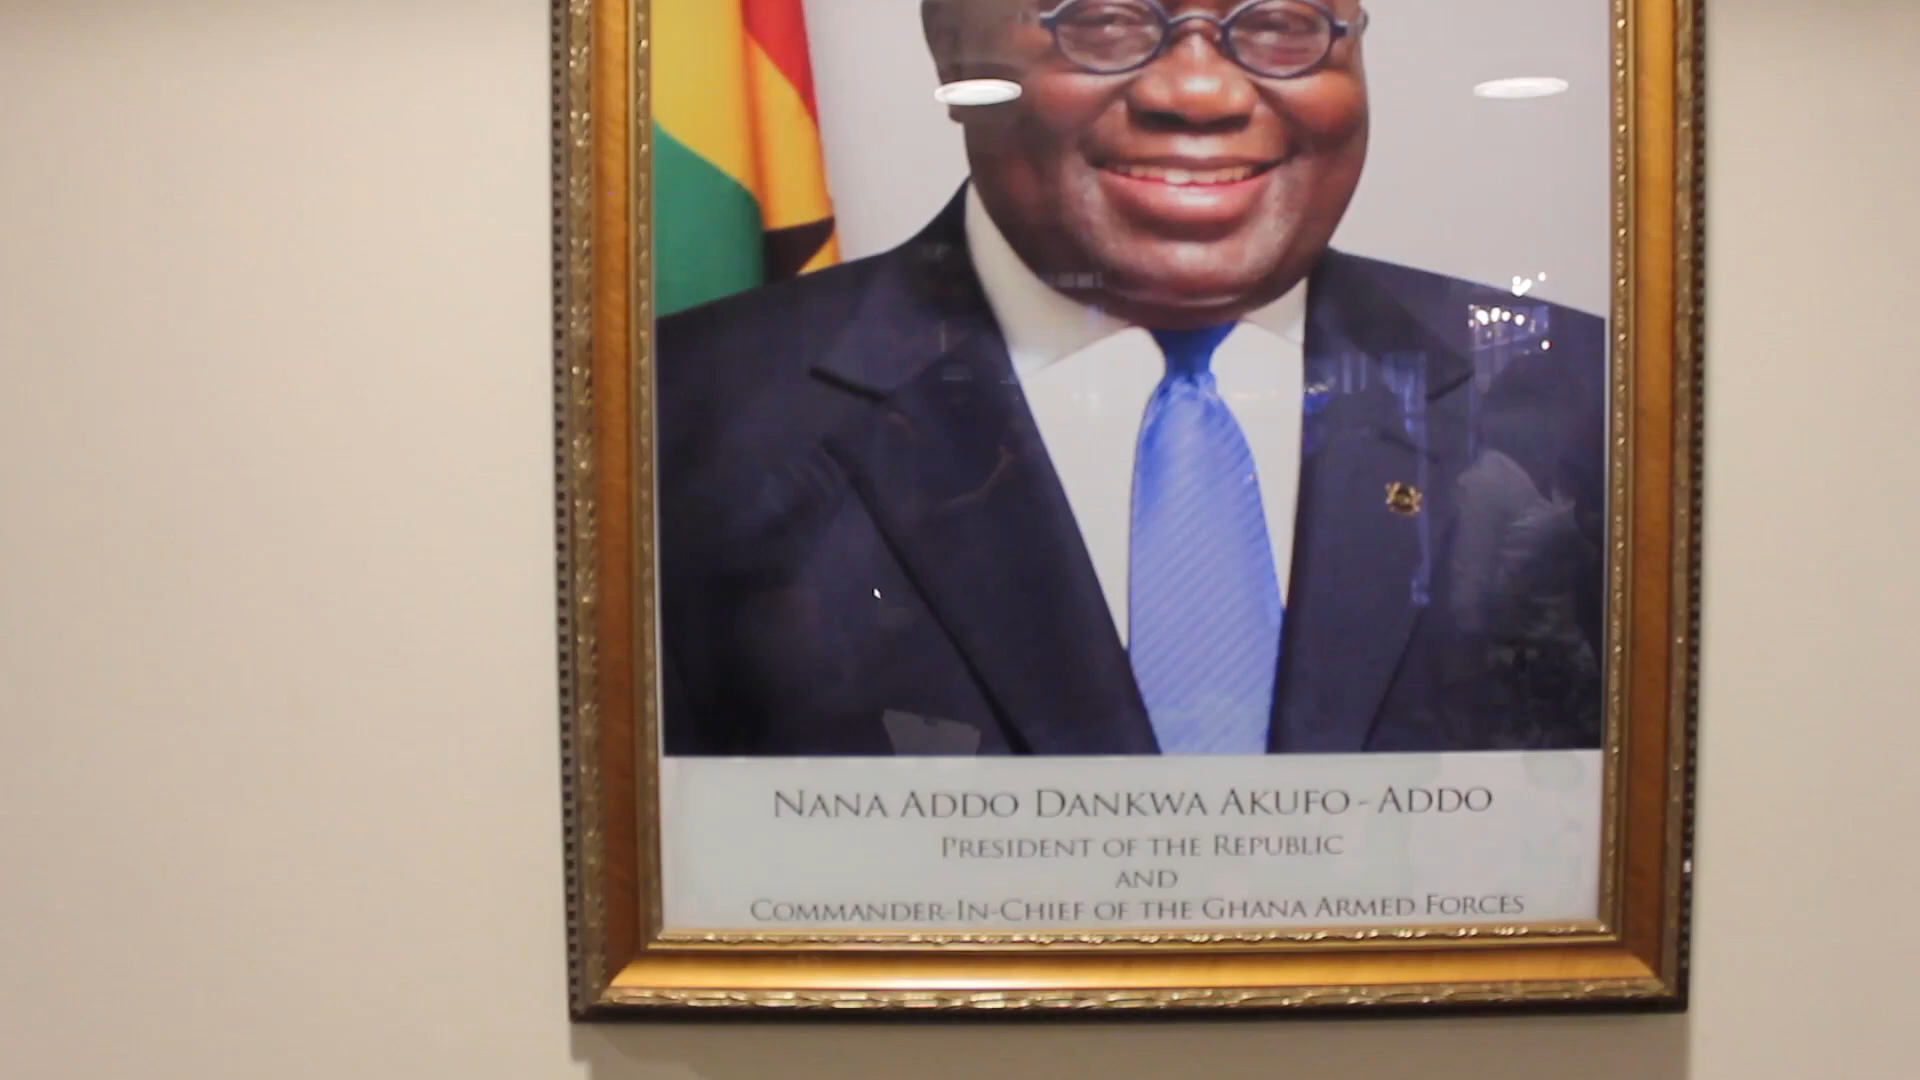 NANA ADDO DANKWA AKUFO-ADDO
PRESIDENT OF THE REPUBLIC
AND
COMMANDER-IN-CHIEF OF THE GHANA ARMED FORCES